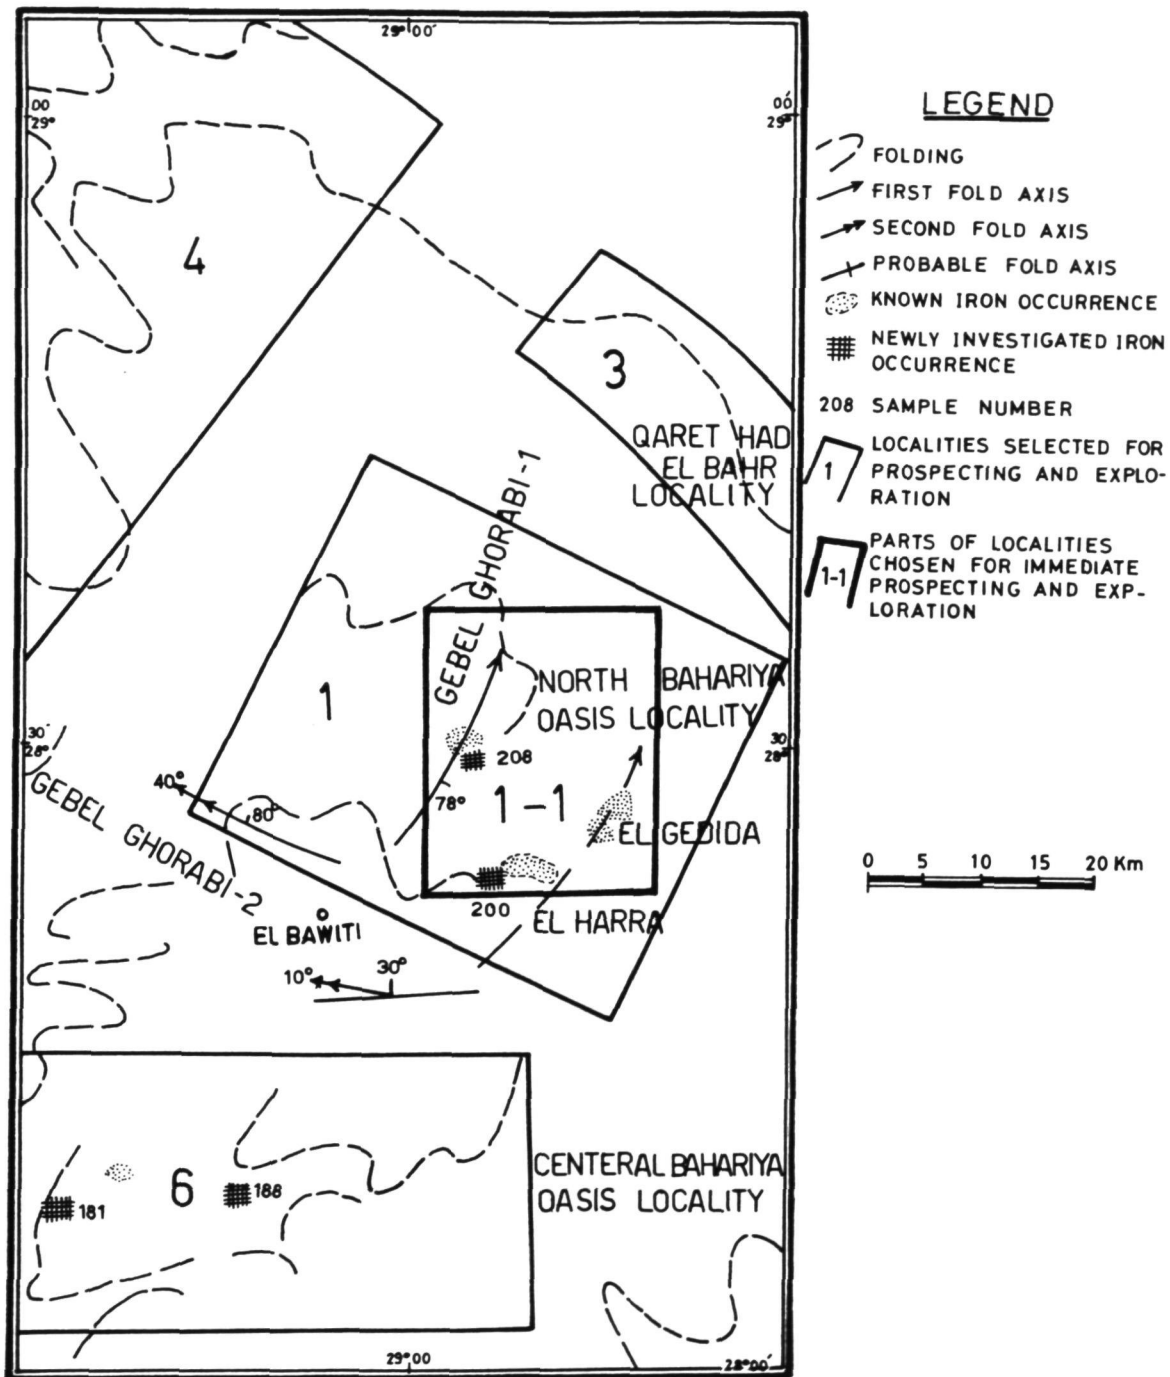 29° 00'
00
29°
00'
29°
4
3
QARET HAD
EL BAHR
LOCALITY
GEBEL GHORABI-1
1
NORTH BAHARIYA
OASIS LOCALITY
30
28°
30
28°
208
40°
80°
78°
1-1
GEBEL GHORABI-2
EL GEDIDA
200
EL HARRA
EL BAWITI
10°
30°
CENTERAL BAHARIYA
OASIS LOCALITY
6
181
188
29° 00
28° 00'
LEGEND
FOLDING
FIRST FOLD AXIS
SECOND FOLD AXIS
PROBABLE FOLD AXIS
KNOWN IRON OCCURRENCE
NEWLY INVESTIGATED IRON
OCCURRENCE
208 SAMPLE NUMBER
1
LOCALITIES SELECTED FOR
PROSPECTING AND EXPLO-
RATION
1-1
PARTS OF LOCALITIES
CHOSEN FOR IMMEDIATE
PROSPECTING AND EXP-
LORATION
0 5 10 15 20 Km